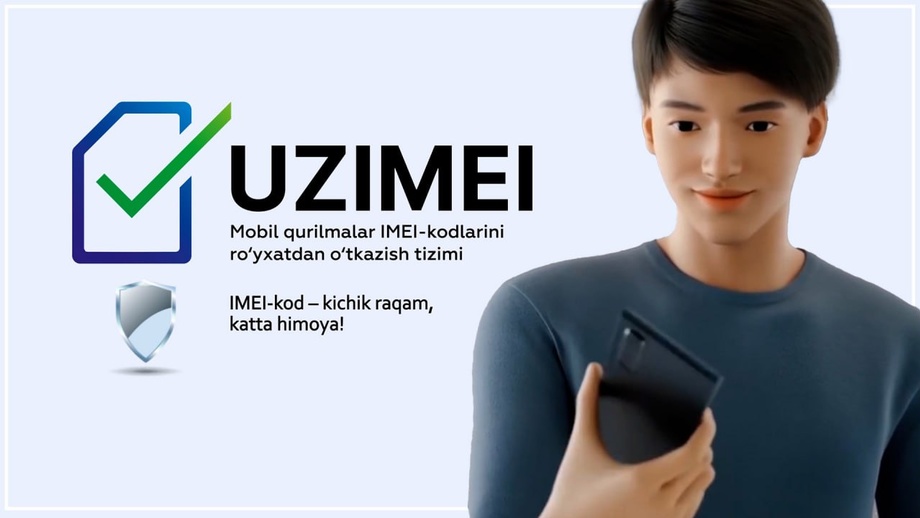 UZIMEI
Mobil qurilmalar IMEI-kodlarini
ro‘yxatdan o‘tkazish tizimi
IMEI-kod – kichik raqam,
katta himoya!